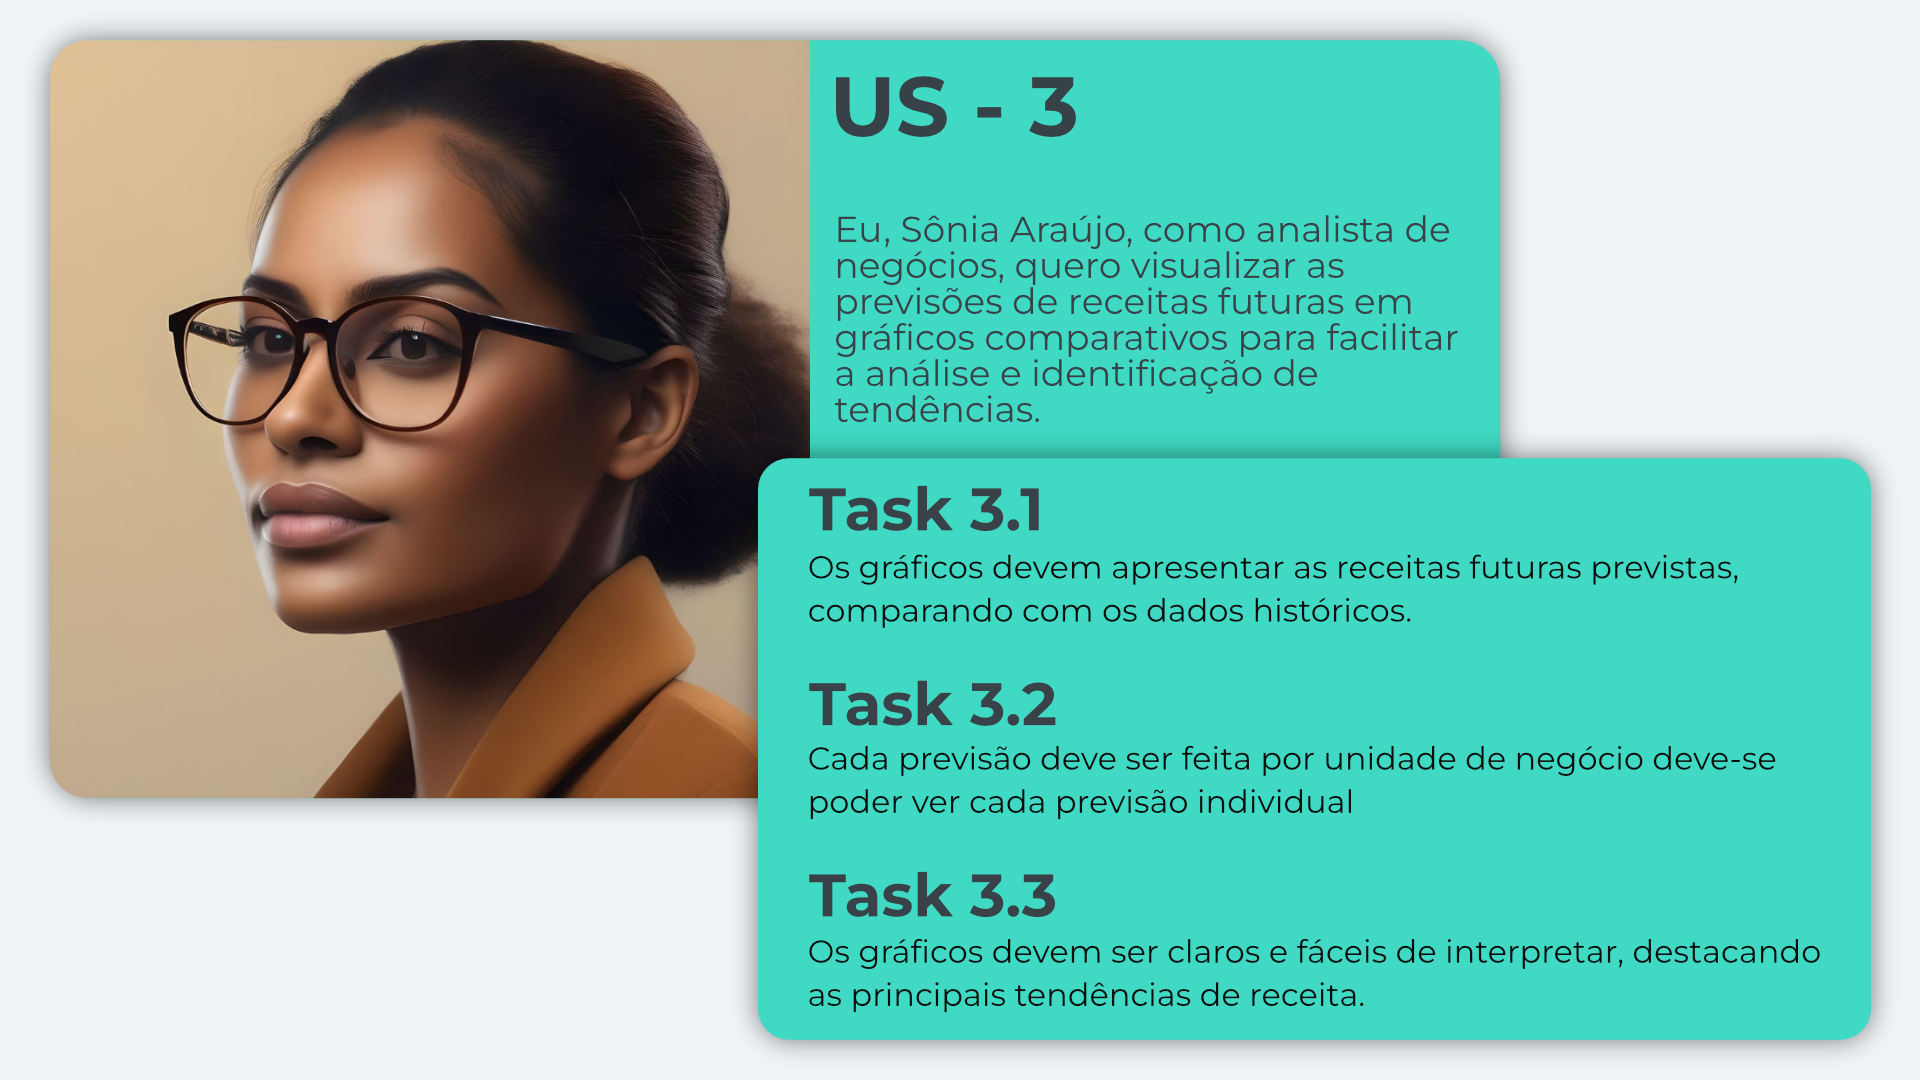 US - 3
Eu, Sônia Araújo, como analista de
negócios, quero visualizar as
previsões de receitas futuras em
gráficos comparativos para facilitar
a análise e identificação de
tendências.
Task 3.1
Os gráficos devem apresentar as receitas futuras previstas,
comparando com os dados históricos.
Task 3.2
Cada previsão deve ser feita por unidade de negócio deve-se
poder ver cada previsão individual
Task 3.3
Os gráficos devem ser claros e fáceis de interpretar, destacando
as principais tendências de receita.